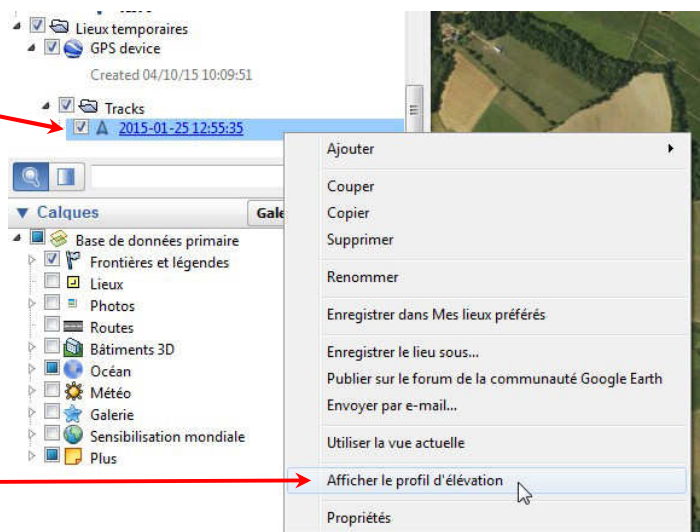 Lieux temporaires
GPS device
Created 04/10/15 10:09:51
Tracks
2015-01-25 12:55:35
Calques
Gale
Base de données primaire
Frontières et légendes
Lieux
Photos
Routes
Bâtiments 3D
Océan
Météo
Galerie
Sensibilisation mondiale
Plus
Ajouter
Couper
Copier
Supprimer
Renommer
Enregistrer dans Mes lieux préférés
Enregistrer le lieu sous...
Publier sur le forum de la communauté Google Earth
Envoyer par e-mail...
Utiliser la vue actuelle
Afficher le profil d'élévation
Propriétés